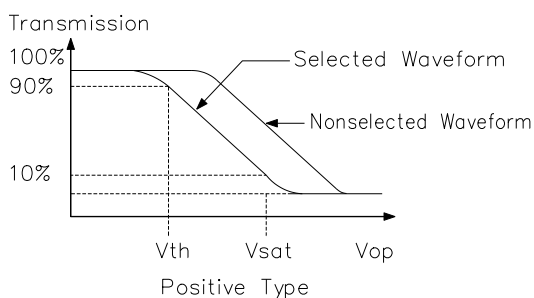 Transmission
100%
Selected Waveform
90%
Nonselected Waveform
10%
Vth
Vsat
Vop
Positive Type